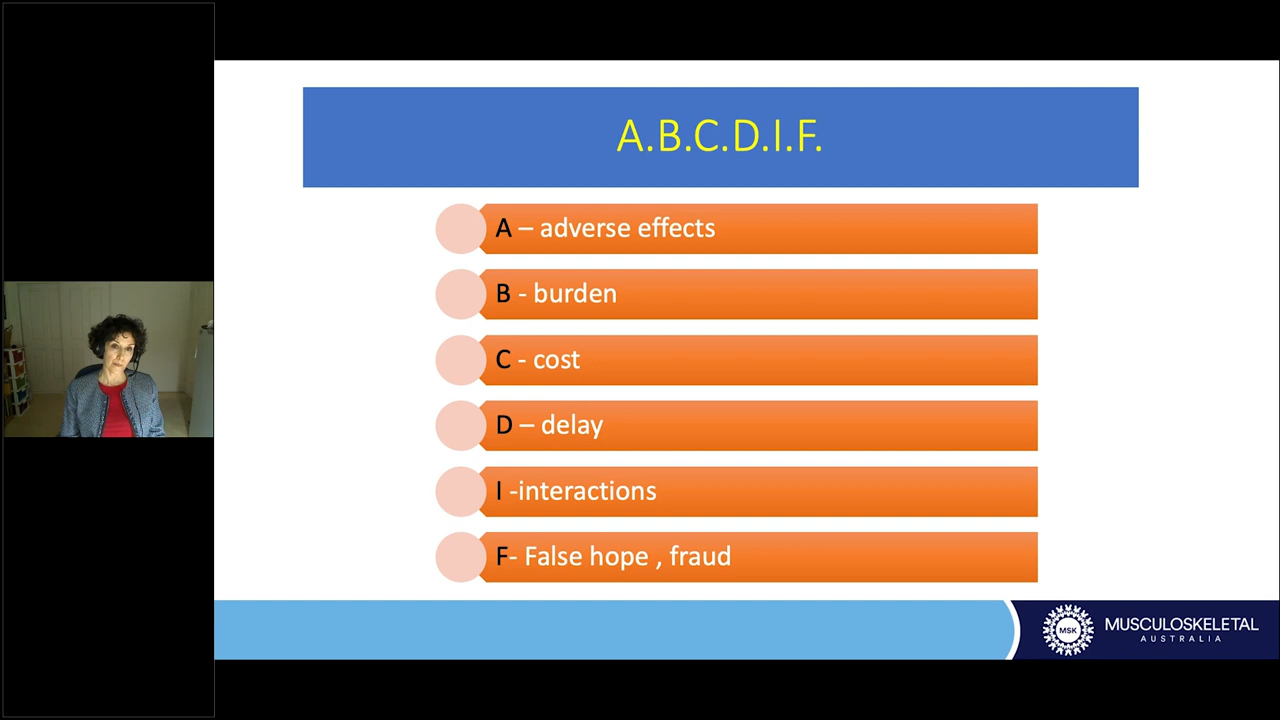 A.B.C.D.I.F.
A – adverse effects
B - burden
C - cost
D – delay
I -interactions
F- False hope , fraud
MSK
MUSCULOSKELETAL
AUSTRALIA